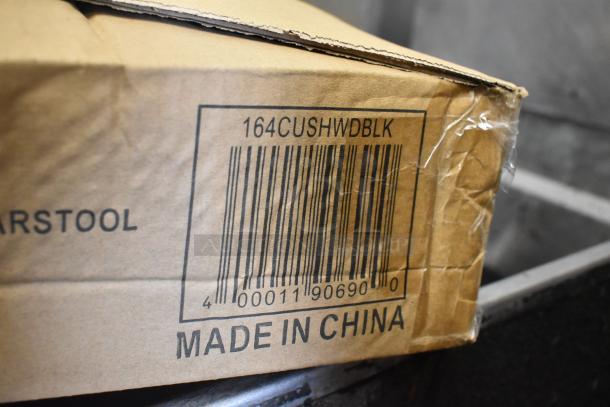 164CUSHWDBLK
ARSTOOL
4 00011 90690 0
MADE IN CHINA